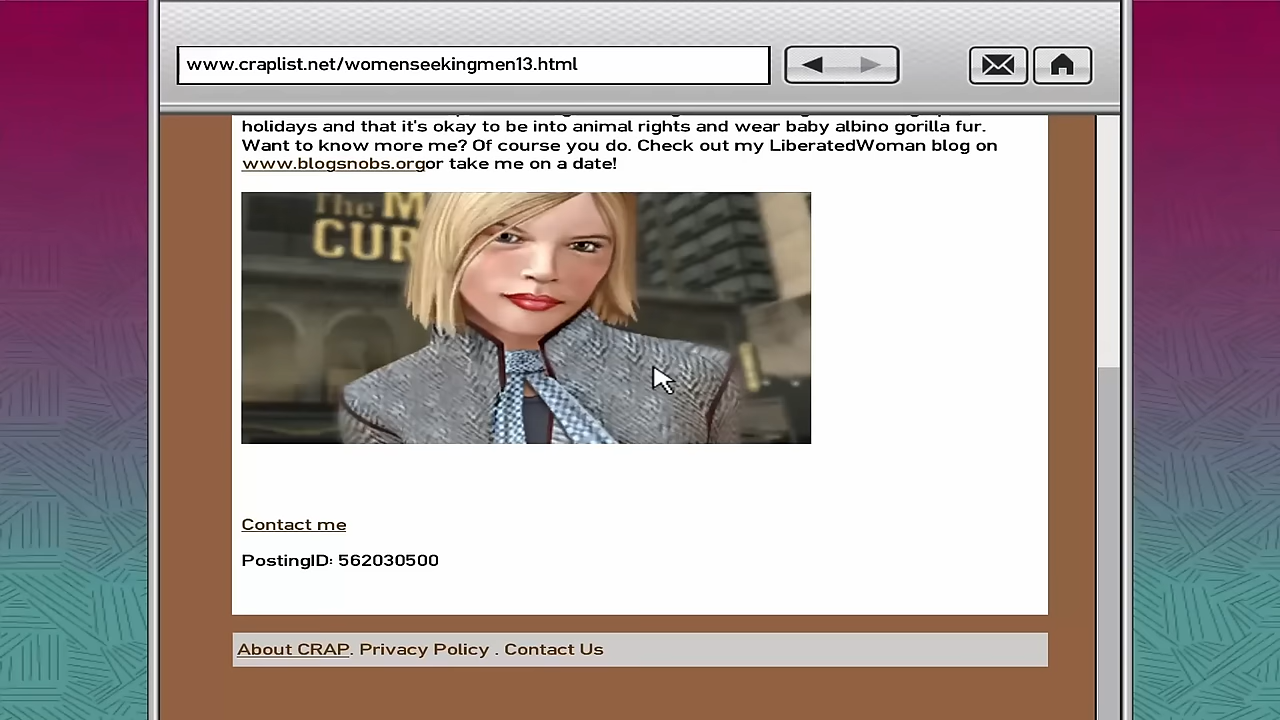 www.craplist.net/womenseekingmen13.html
holidays and that it's okay to be into animal rights and wear baby albino gorilla fur.
Want to know more me? Of course you do. Check out my LiberatedWoman blog on
www.blogsnobs.orgor take me on a date!
The M
CUR
Contact me
PostingID: 562030500
About CRAP. Privacy Policy . Contact Us